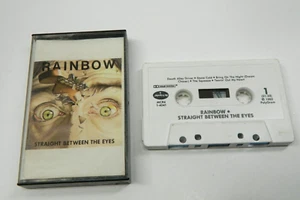 RAINBOW
STRAIGHT BETWEEN THE EYES
Death Alley Driver • Stone Cold • Bring On The Night (Dream
Chaser) • Tite Squeeze • Tearin' Out My Heart
1
RAINBOW •
STRAIGHT BETWEEN THE EYES